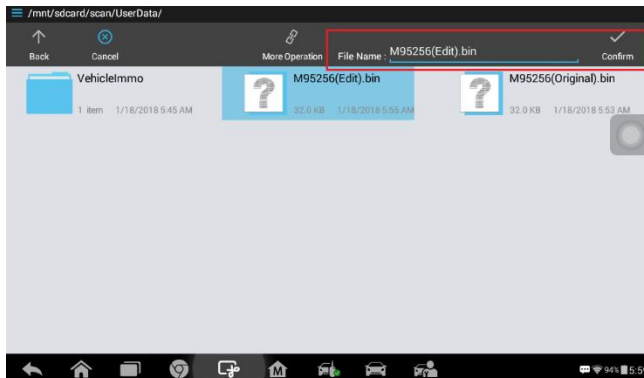 /mnt/sdcard/scan/UserData/
Back
Cancel
More Operation
File Name : M95256(Edit).bin
Confirm
VehicleImmo
1 item 1/18/2018 5:45 AM
M95256(Edit).bin
32.0 KB 1/18/2018 5:55 AM
M95256(Original).bin
32.0 KB 1/18/2018 5:53 AM
M
94%